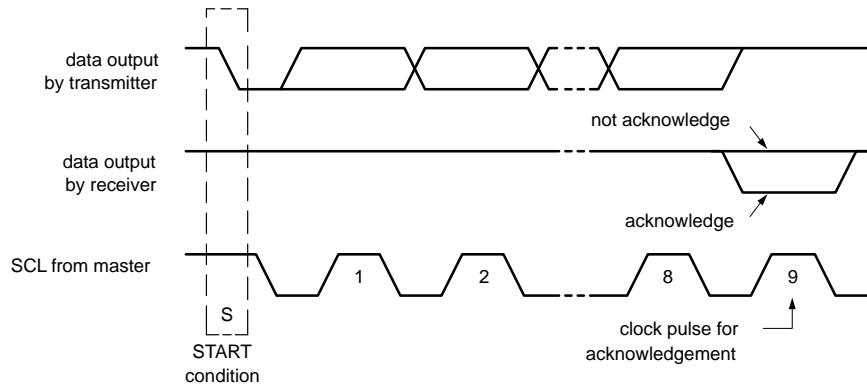 data output
by transmitter
not acknowledge
data output
by receiver
acknowledge
SCL from master
1
2
8
9
S
START
condition
clock pulse for
acknowledgement